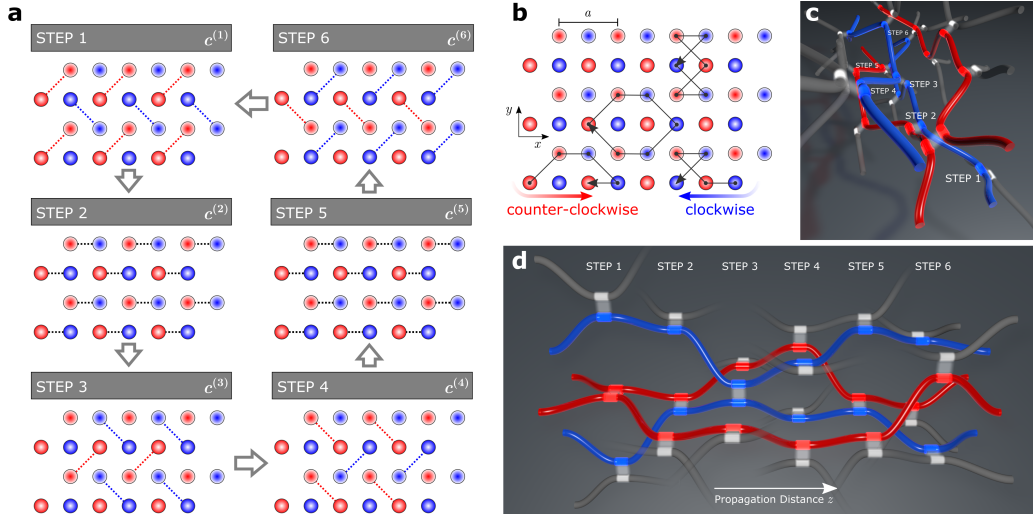 a
STEP 1
c(1)
STEP 6
c(6)
STEP 2
c(2)
STEP 5
c(5)
STEP 3
c(3)
STEP 4
c(4)
b
a
y
x
counter-clockwise
clockwise
c
STEP 6
STEP 5
STEP 3
STEP 4
STEP 2
STEP 1
d
STEP 1 STEP 2 STEP 3 STEP 4 STEP 5 STEP 6
Propagation Distance z